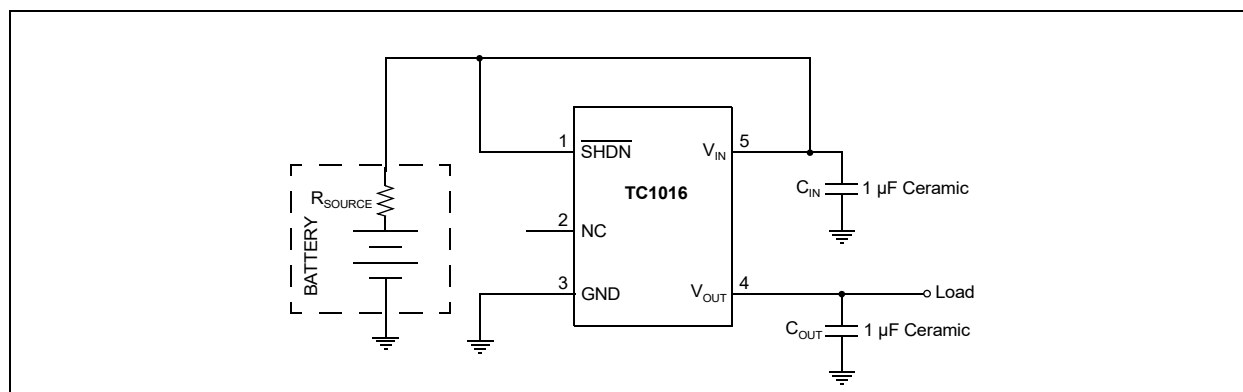 1
SHDN
V_IN
5
R_SOURCE
C_IN
1 µF Ceramic
TC1016
BATTERY
2
NC
3
GND
V_OUT
4
Load
C_OUT
1 µF Ceramic